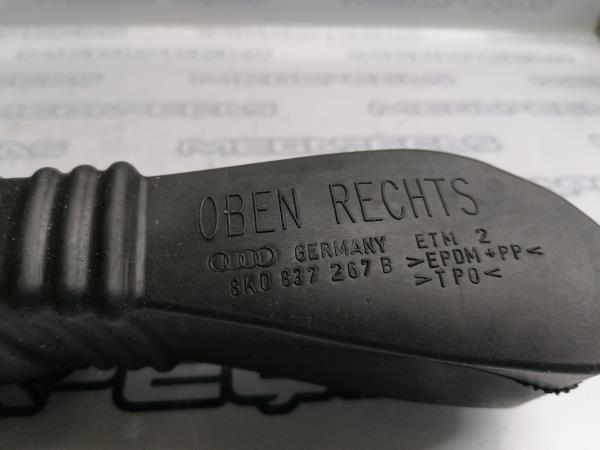 OBEN RECHTS
GERMANY ETM 2
8K0 837 267 B >EPDM+PP<
>TPO<